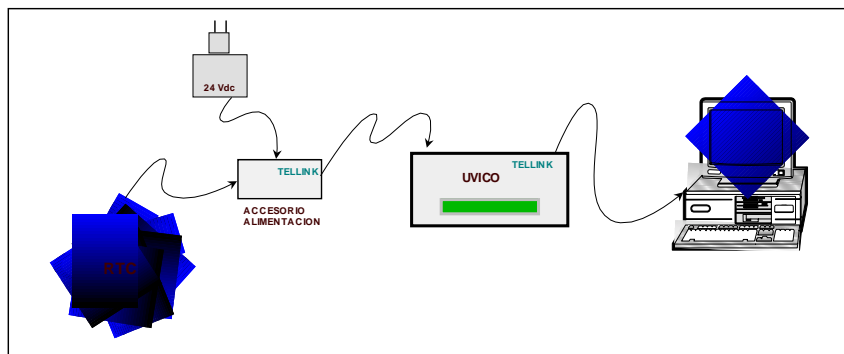 24 Vdc
TELLINK
ACCESORIO
ALIMENTACION
TELLINK
UVICO
RTC